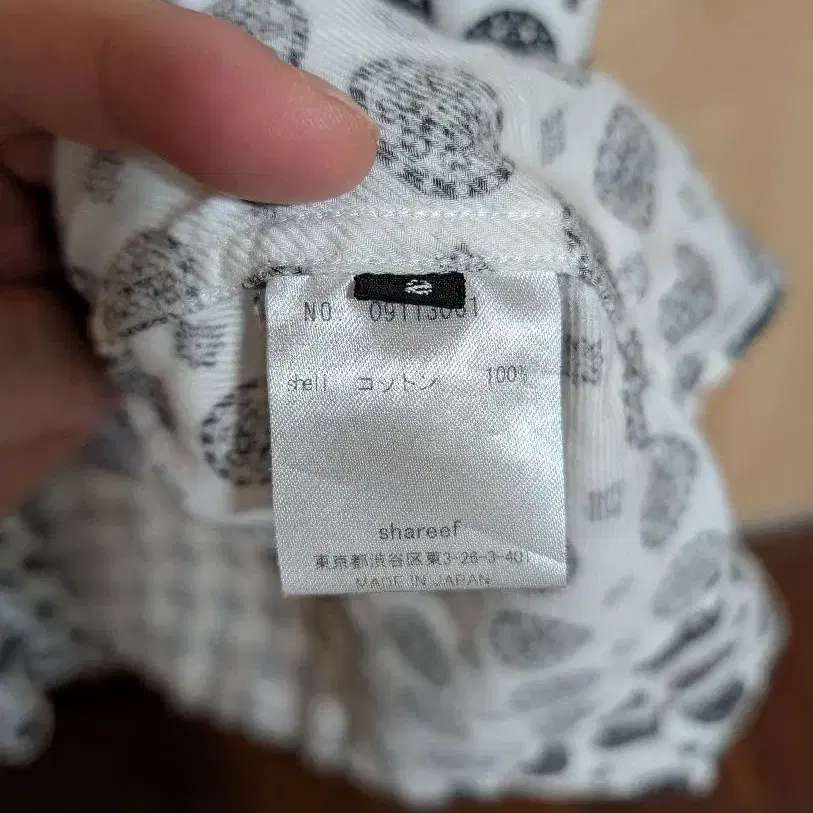 2
NO 09113001
shell コットン 100%
shareef
東京都渋谷区東3-26-3-401
MADE IN JAPAN